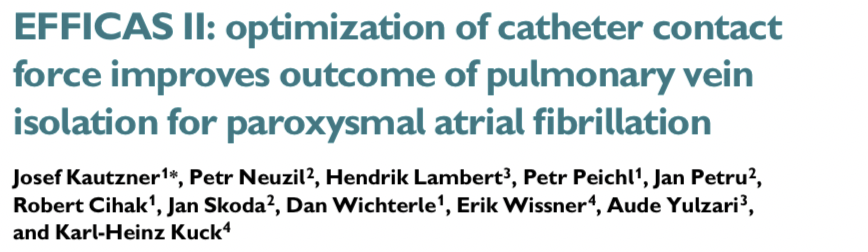 EFFICAS II: optimization of catheter contact
force improves outcome of pulmonary vein
isolation for paroxysmal atrial fibrillation
Josef Kautzner¹*, Petr Neuzil², Hendrik Lambert³, Petr Peichl¹, Jan Petru²,
Robert Cihak¹, Jan Skoda², Dan Wichterle¹, Erik Wissner⁴, Aude Yulzari³,
and Karl-Heinz Kuck⁴